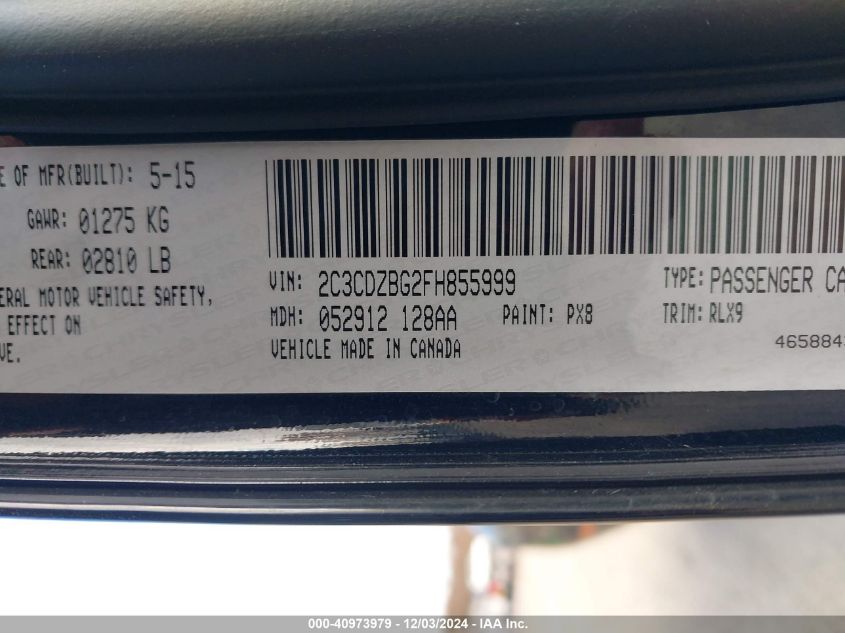 E OF MFR(BUILT): 5-15
GAWR: 01275 KG
REAR: 02810 LB
ERAL MOTOR VEHICLE SAFETY,
EFFECT ON
VE.
VIN: 2C3CDZBG2FH855999
TYPE: PASSENGER CA
MDH: 052912 128AA PAINT: PX8 TRIM: RLX9
VEHICLE MADE IN CANADA
465884
000-40973979 - 12/03/2024 - IAA Inc.